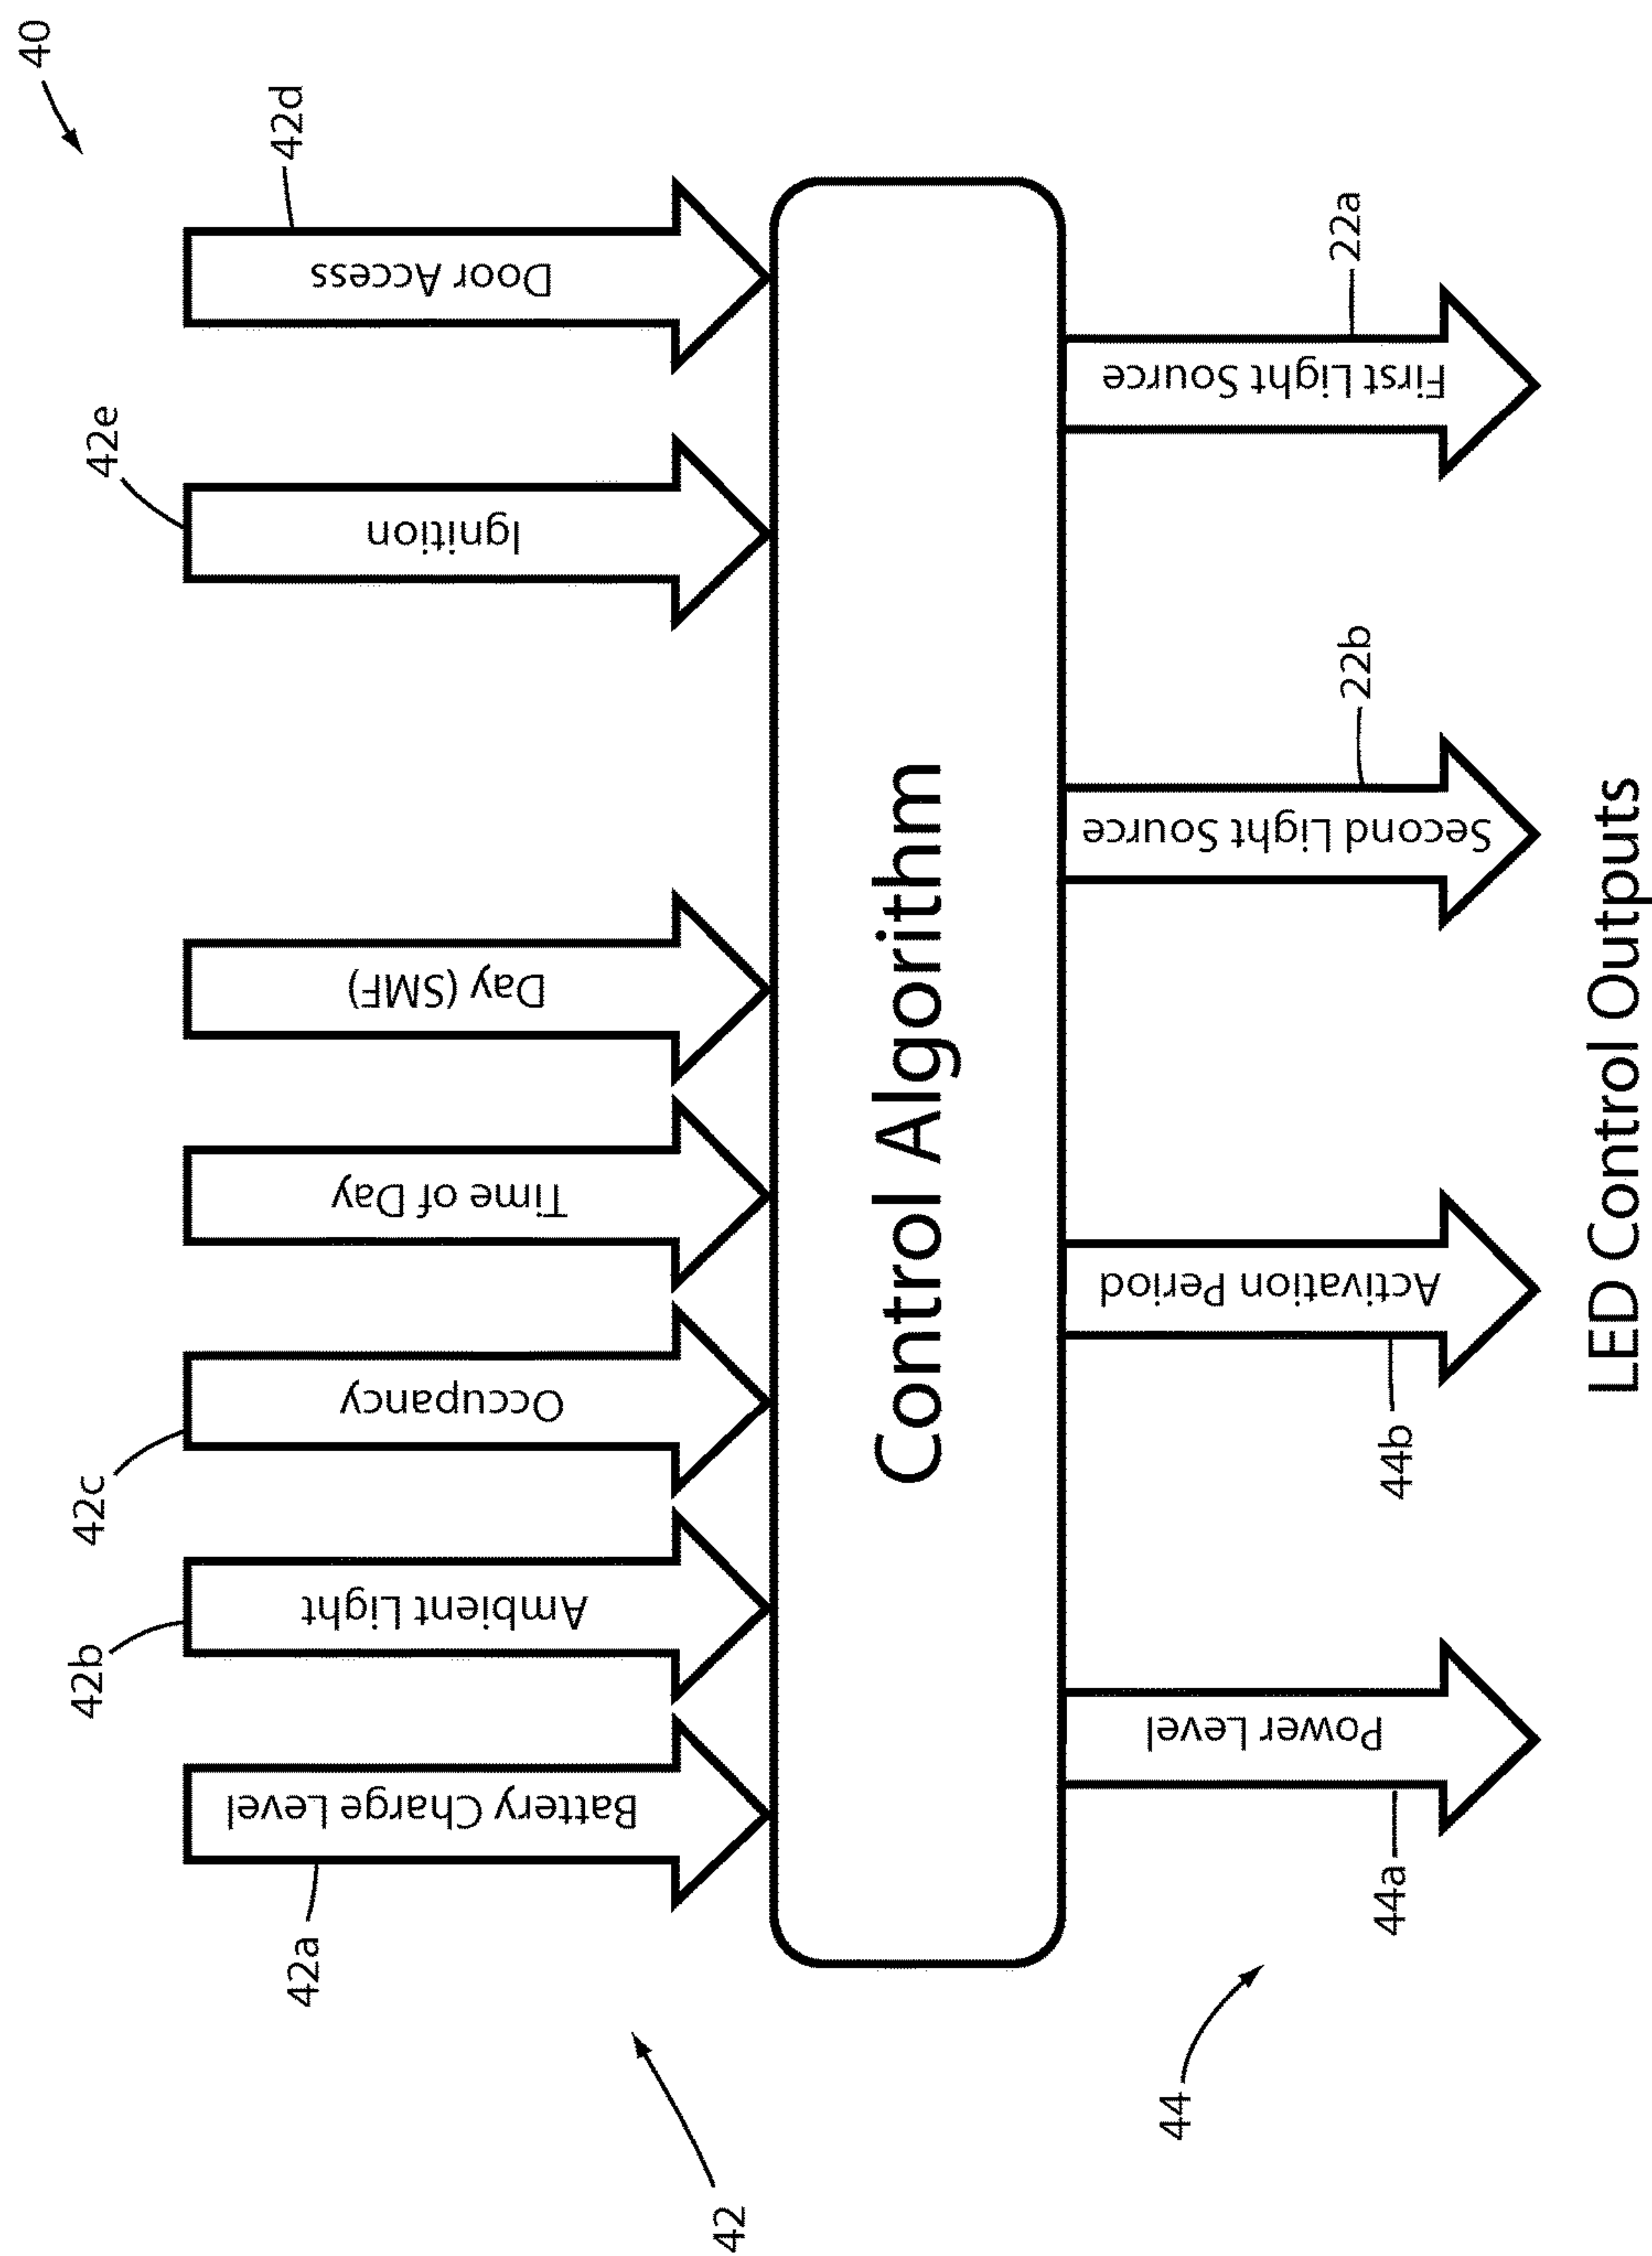 40
42a
42b
42c
42e
42d
Battery Charge Level
Ambient Light
Occupancy
Time of Day
Day (SMF)
Ignition
Door Access
42
Control Algorithm
Power Level
Activation Period
Second Light Source
First Light Source
44
44a
44b
22b
22a
LED Control Outputs